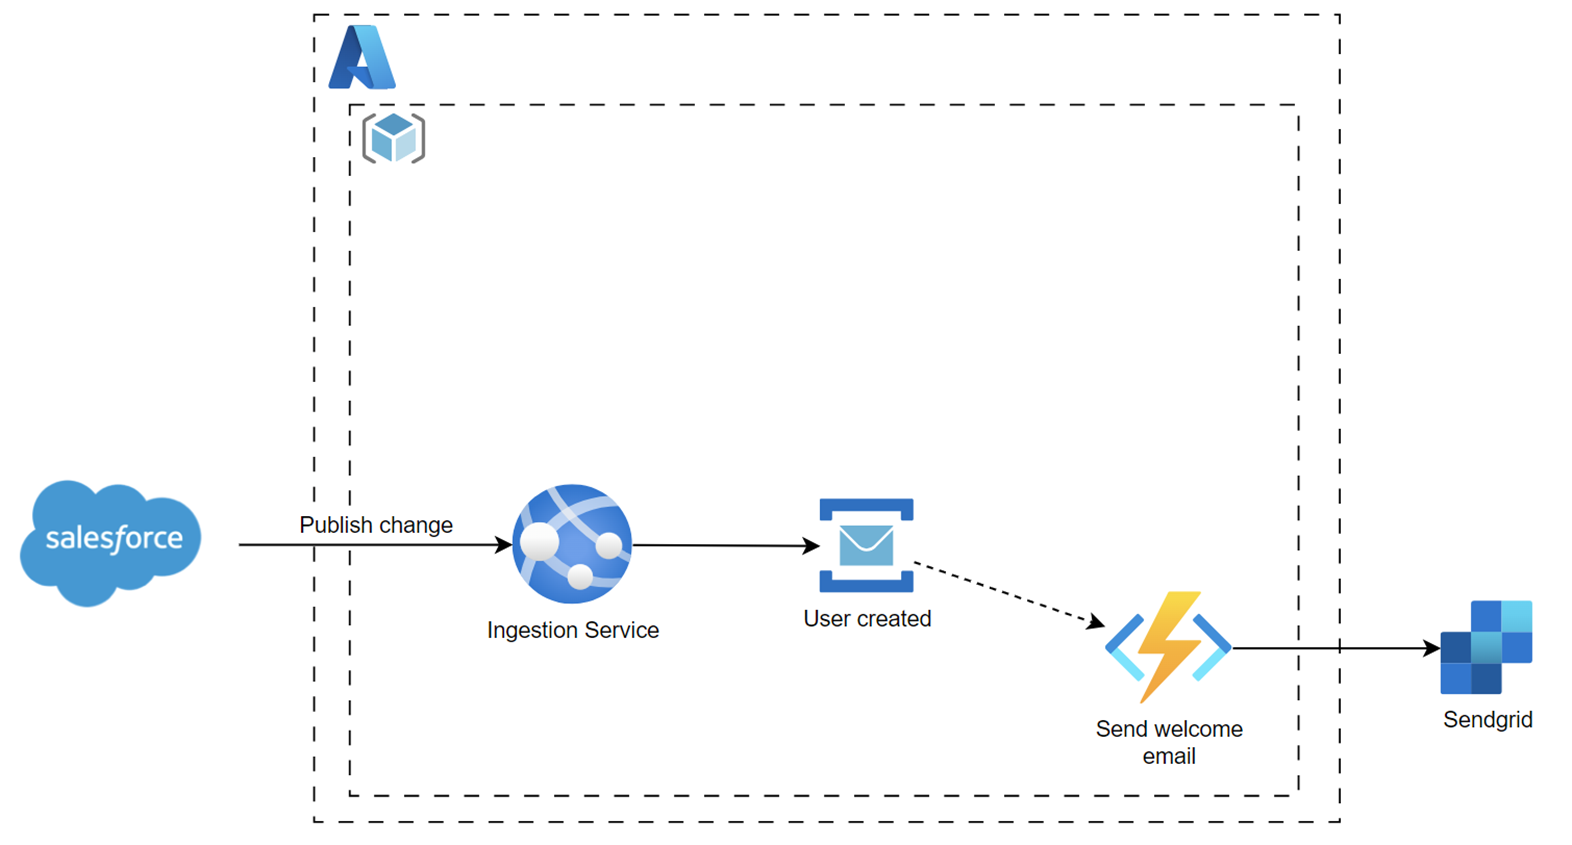 Publish change
salesforce
Ingestion Service
User created
Send welcome
email
Sendgrid